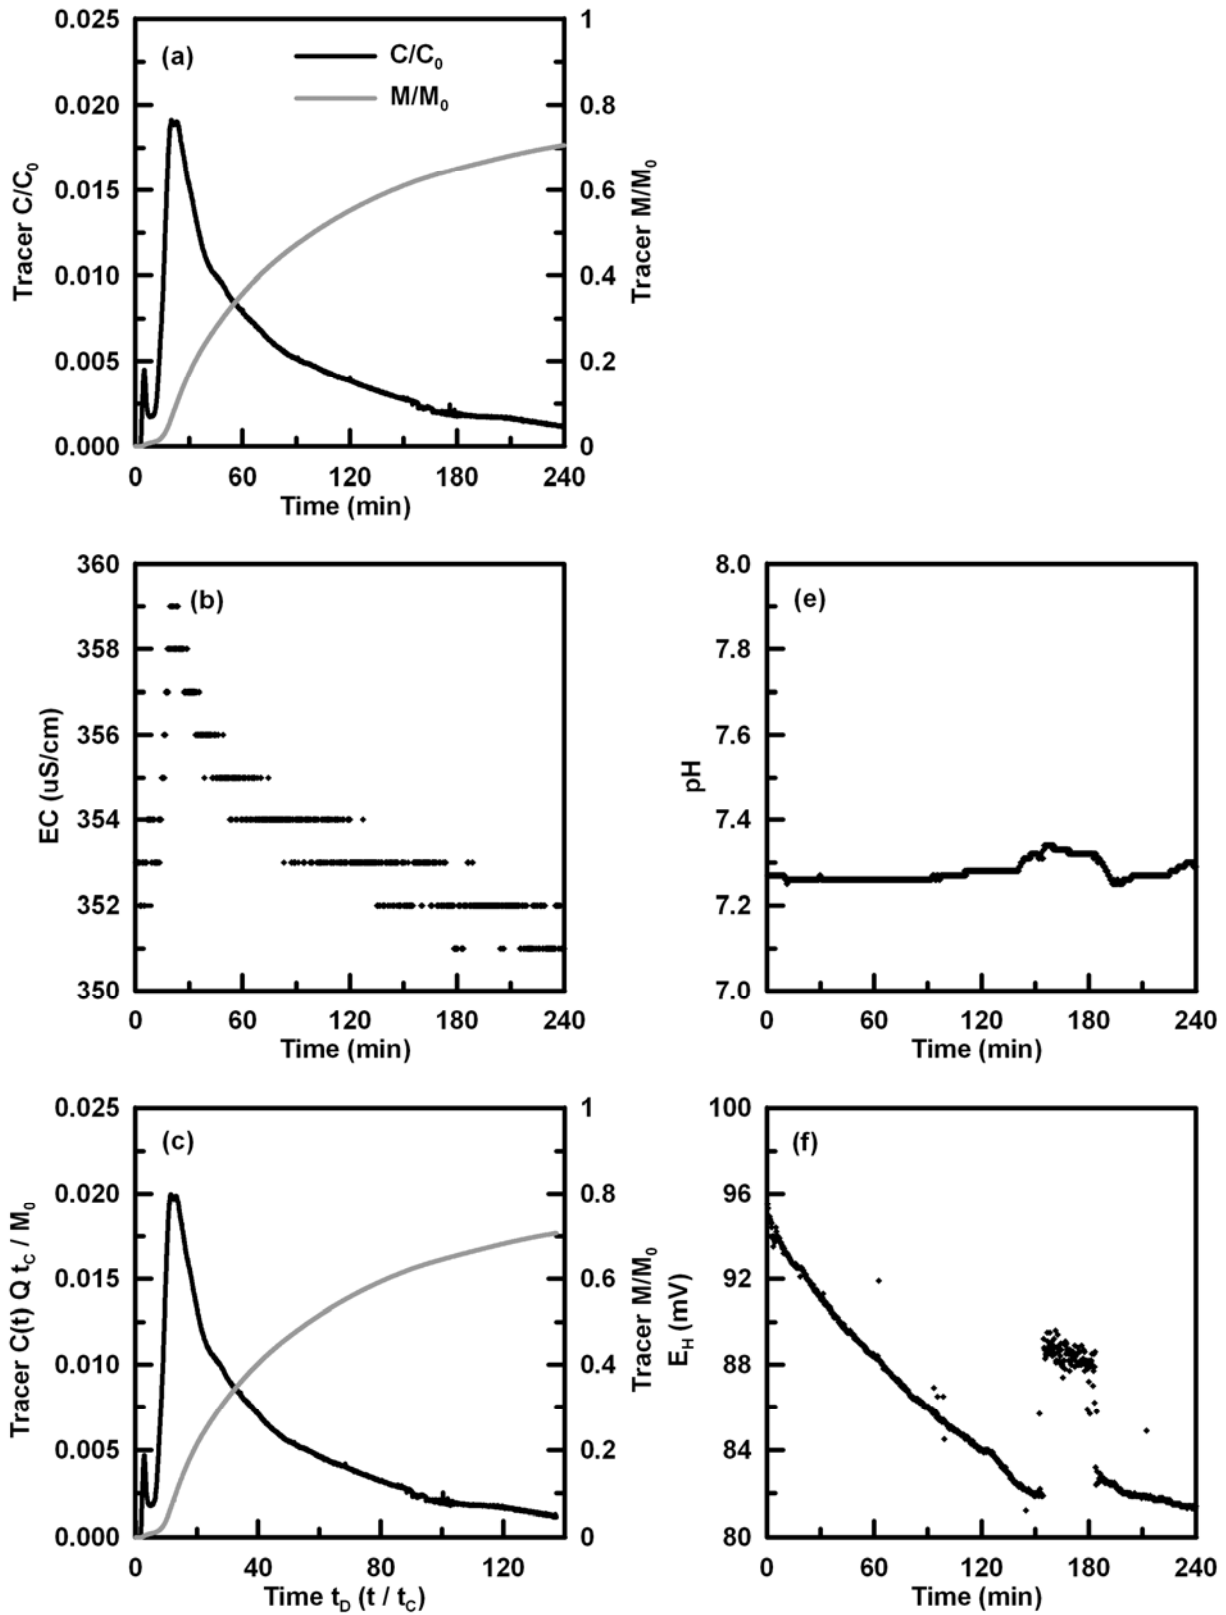 0.025
0.020
0.015
0.010
0.005
0.000
1
0.8
0.6
0.4
0.2
0
(a)
C/C₀
M/M₀
Tracer C/C₀
Tracer M/M₀
0 60 120 180 240
Time (min)
360
358
356
354
352
350
(b)
EC (uS/cm)
0 60 120 180 240
Time (min)
8.0
7.8
7.6
7.4
7.2
7.0
(e)
pH
0 60 120 180 240
Time (min)
0.025
0.020
0.015
0.010
0.005
0.000
1
0.8
0.6
0.4
0.2
0
(c)
Tracer C(t) Q t_C / M₀
Tracer M/M₀
0 40 80 120
Time t_D (t / t_C)
100
96
92
88
84
80
(f)
E_H (mV)
0 60 120 180 240
Time (min)